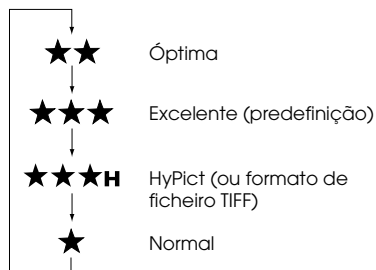 ★★ Óptima
★★★ Excelente (predefinição)
★★★H HyPict (ou formato de
ficheiro TIFF)
★ Normal